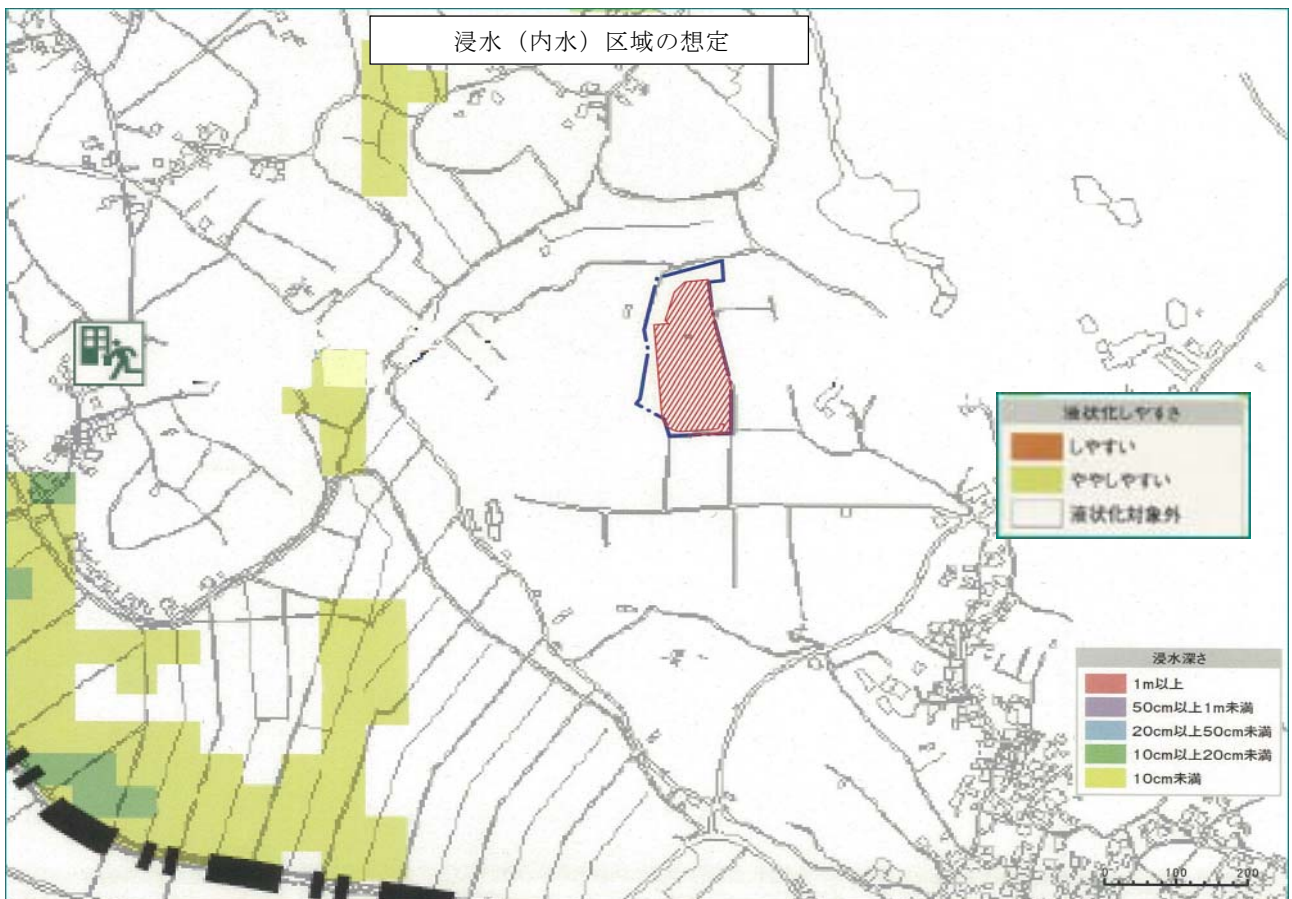 浸水（内水）区域の想定
液状化しやすさ
しやすい
ややしやすい
液状化対象外
浸水深さ
1m以上
50cm以上1m未満
20cm以上50cm未満
10cm以上20cm未満
10cm未満
0 100 200